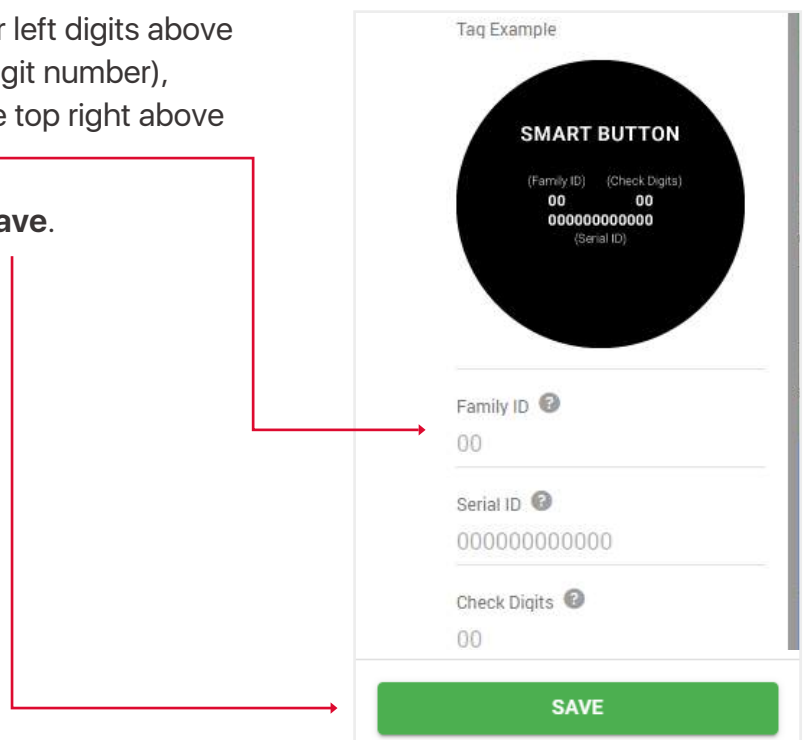 r left digits above
git number),
e top right above
ave.
Tag Example
SMART BUTTON
(Family ID) (Check Digits)
00 00
000000000000
(Serial ID)
Family ID ?
00
Serial ID ?
000000000000
Check Digits ?
00
SAVE